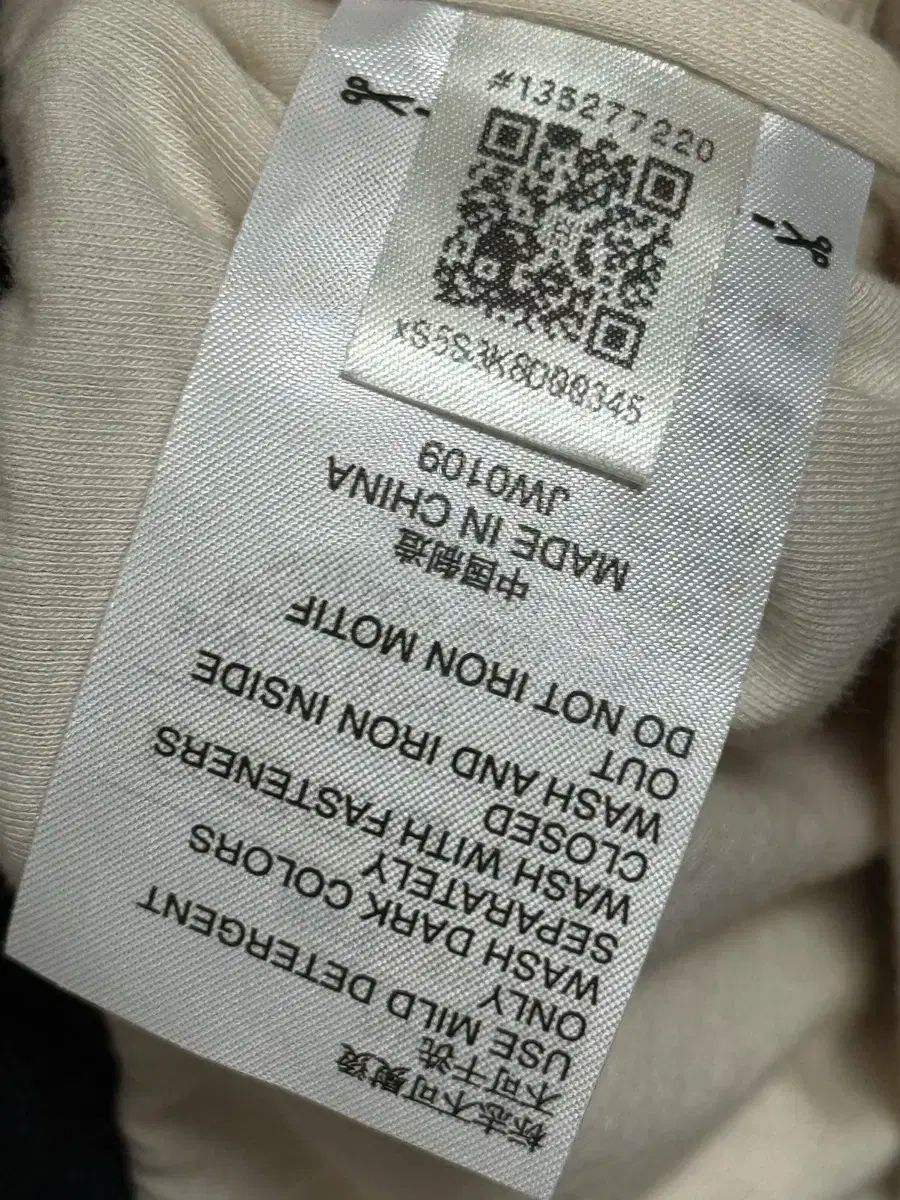 #135277220
标志不可熨烫
不可干洗
USE MILD DETERGENT
ONLY
WASH DARK COLORS
SEPARATELY
WASH WITH FASTENERS
CLOSED
WASH AND IRON INSIDE
OUT
DO NOT IRON MOTIF
中国制造
MADE IN CHINA
JW0109